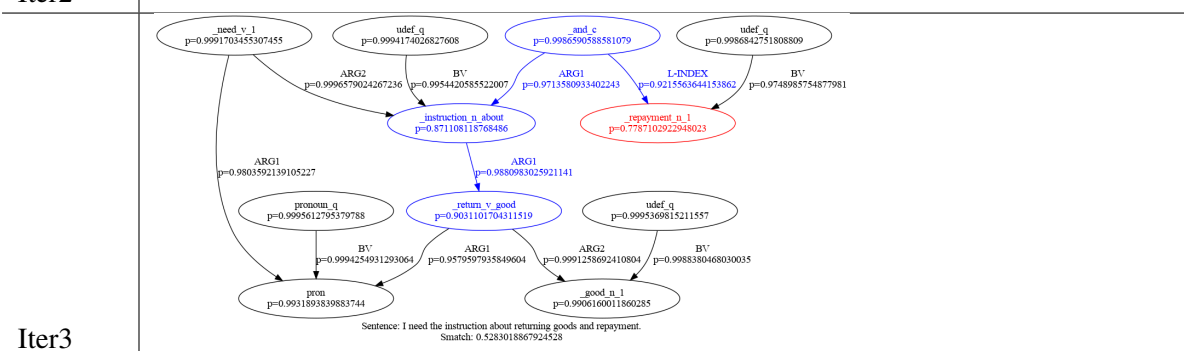 _need_v_1
p=0.9991703455307455
udef_q
p=0.9994174026827608
_and_c
p=0.9986590588581079
udef_q
p=0.9986842751808809
ARG2
p=0.9996579024267236
BV
p=0.9954420585522007
ARG1
p=0.9713580933402243
L-INDEX
p=0.9215563644153862
BV
p=0.9748985754877981
_instruction_n_about
p=0.871108118768486
_repayment_n_1
p=0.7787102922948023
ARG1
p=0.9803592139105227
ARG1
p=0.9880983025921141
pronoun_q
p=0.9995612795379788
_return_v_good
p=0.9031101704311519
udef_q
p=0.9995369815211557
BV
p=0.9994254931293064
ARG1
p=0.9579597935849604
ARG2
p=0.9991258692410804
BV
p=0.9988380468030035
pron
p=0.9931893839883744
_good_n_1
p=0.9906160011860285
Sentence: I need the instruction about returning goods and repayment.
Smatch: 0.5283018867924528
Iter3